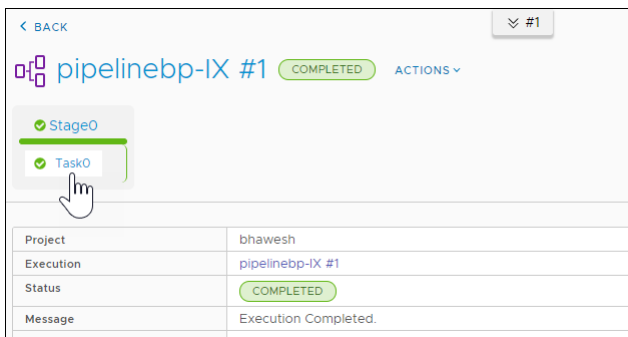 BACK
#1
pipelinebp-IX #1 COMPLETED ACTIONS
Stage0
Task0
Project bhawesh
Execution pipelinebp-IX #1
Status COMPLETED
Message Execution Completed.